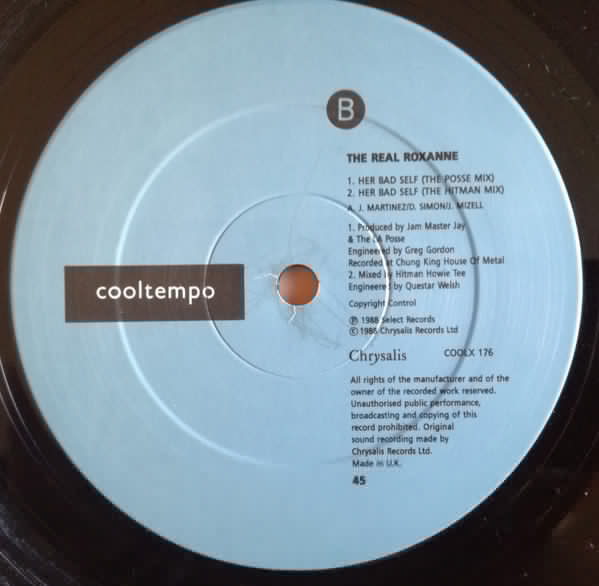 B
THE REAL ROXANNE
1. HER BAD SELF (THE POSSE MIX)
2. HER BAD SELF (THE HITMAN MIX)
A. J. MARTINEZ/D. SIMON/J. MIZELL
1. Produced by Jam Master Jay
& The LA Posse
Engineered by Greg Gordon
Recorded at Chung King House Of Metal
2. Mixed by Hitman Howie Tee
Engineered by Questar Welsh
cooltempo
Copyright Control
℗ 1988 Select Records
© 1988 Chrysalis Records Ltd
Chrysalis COOLX 176
All rights of the manufacturer and of the
owner of the recorded work reserved.
Unauthorised public performance,
broadcasting and copying of this
record prohibited. Original
sound recording made by
Chrysalis Records Ltd.
Made in U.K.
45